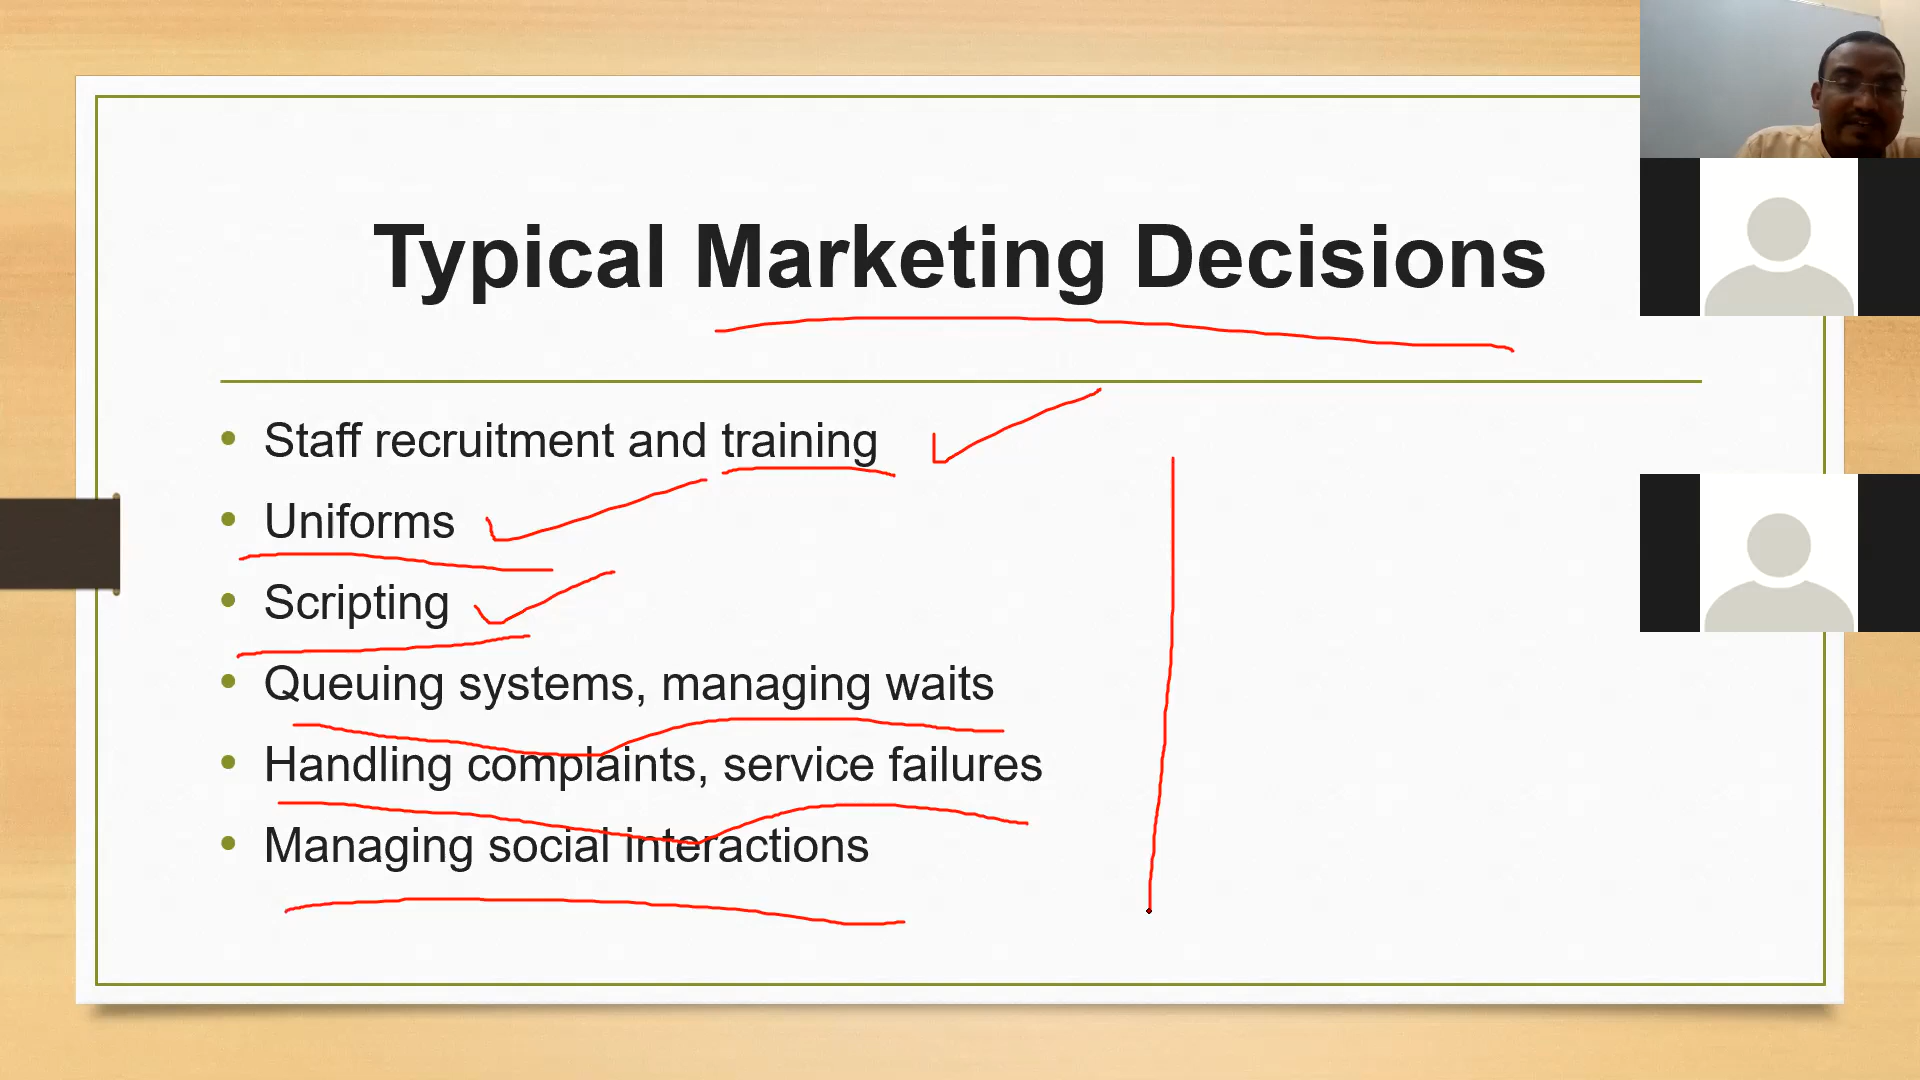 Typical Marketing Decisions
Staff recruitment and training
Uniforms
Scripting
Queuing systems, managing waits
Handling complaints, service failures
Managing social interactions